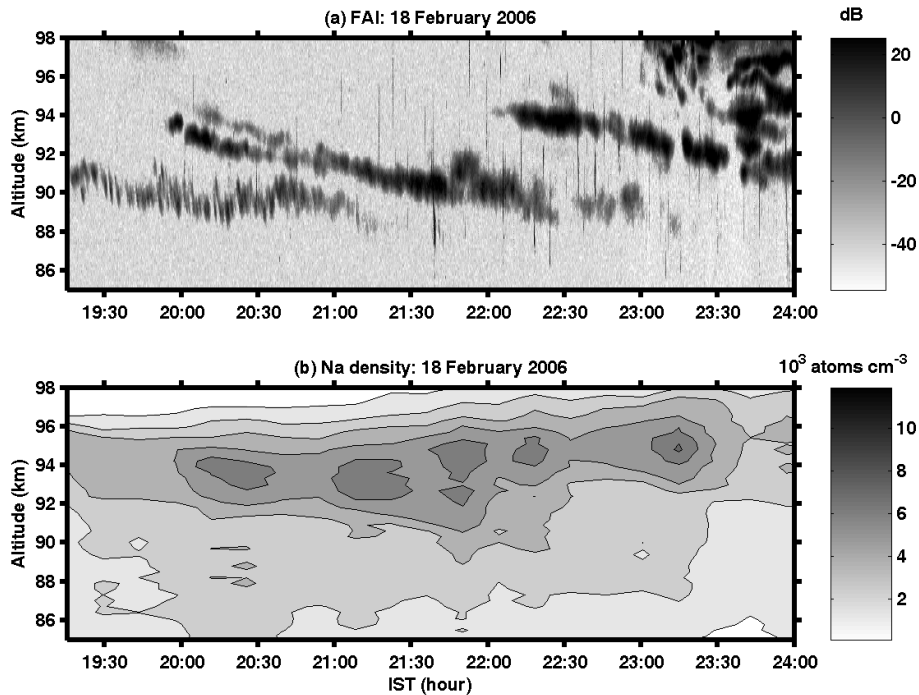 (a) FAI: 18 February 2006
dB
98
96
94
92
90
88
86
Altitude (km)
19:30 20:00 20:30 21:00 21:30 22:00 22:30 23:00 23:30 24:00
20
0
-20
-40
(b) Na density: 18 February 2006
10³ atoms cm⁻³
98
96
94
92
90
88
86
Altitude (km)
19:30 20:00 20:30 21:00 21:30 22:00 22:30 23:00 23:30 24:00
IST (hour)
10
8
6
4
2